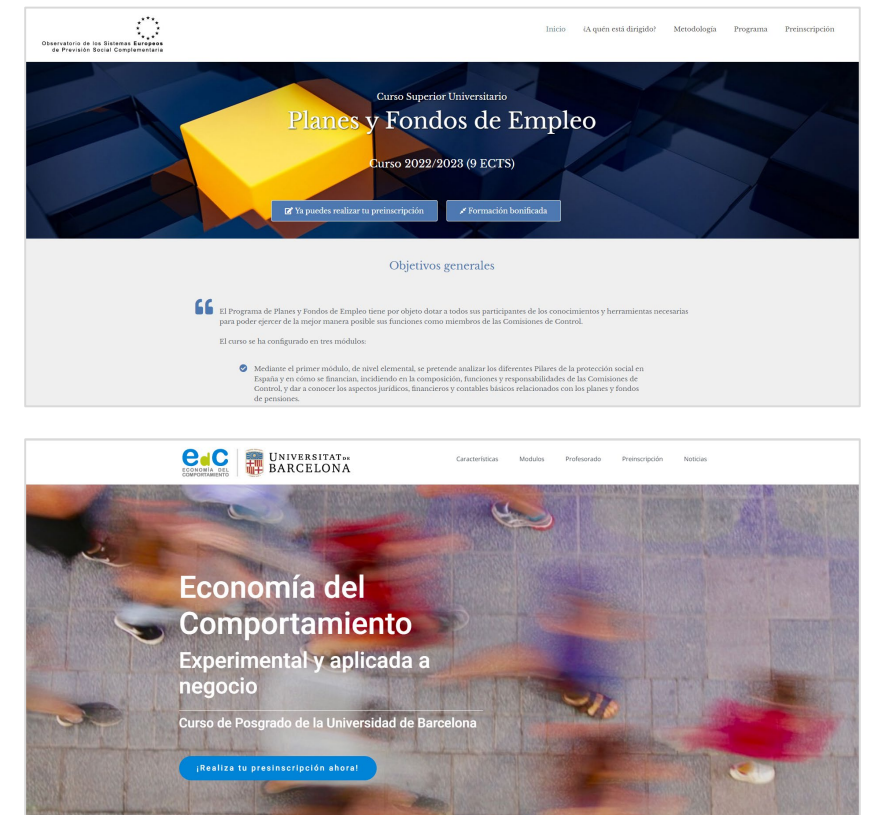 Observatorio de los Sistemas Europeos
de Previsión Social Complementaria
Inicio ¿A quén está dirigido? Metodología Programa Preinscripción
Curso Superior Universitario
Planes y Fondos de Empleo
Curso 2022/2023 (9 ECTS)
Ya puedes realizar tu preinscripción Formación bonificada
Objetivos generales
El Programa de Planes y Fondos de Empleo tiene por objeto dotar a todos sus participantes de los conocimientos y herramientas necesarias
para poder ejercer de la mejor manera posible sus funciones como miembros de las Comisiones de Control.
El curso se ha configurado en tres módulos:
Mediante el primer módulo, de nivel elemental, se pretende analizar los diferentes Pilares de la protección social en
España y en cómo se financian, incidiendo en la composición, funciones y responsabilidades de las Comisiones de
Control, y dar a conocer los aspectos jurídicos, financieros y contables básicos relacionados con los planes y fondos
de pensiones.
edc
ECONOMÍA DEL
COMPORTAMIENTO
UNIVERSITAT DE
BARCELONA
Características Modulos Profesorado Preinscripción Noticias
Economía del
Comportamiento
Experimental y aplicada a
negocio
Curso de Posgrado de la Universidad de Barcelona
¡Realiza tu presinscripción ahora!